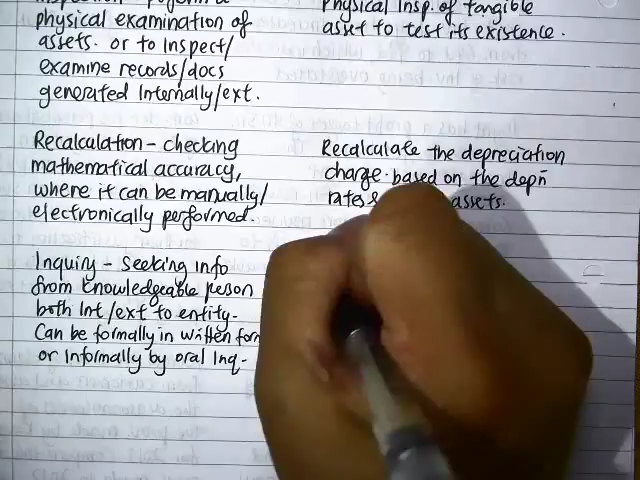 physical examination of
assets. or to Inspect/
examine records/docs
generated Internally/ext.
Physical Insp. of tangible
asset to test its existence.
Recalculation - checking
mathematical accuracy,
where it can be manually/
electronically performed.
Recalculate the depreciation
charge. based on the depn
rates & assets.
Inquiry - seeking info
from knowledgeable person
both Int/ext to entity.
Can be formally in written form
or informally by oral Inq-